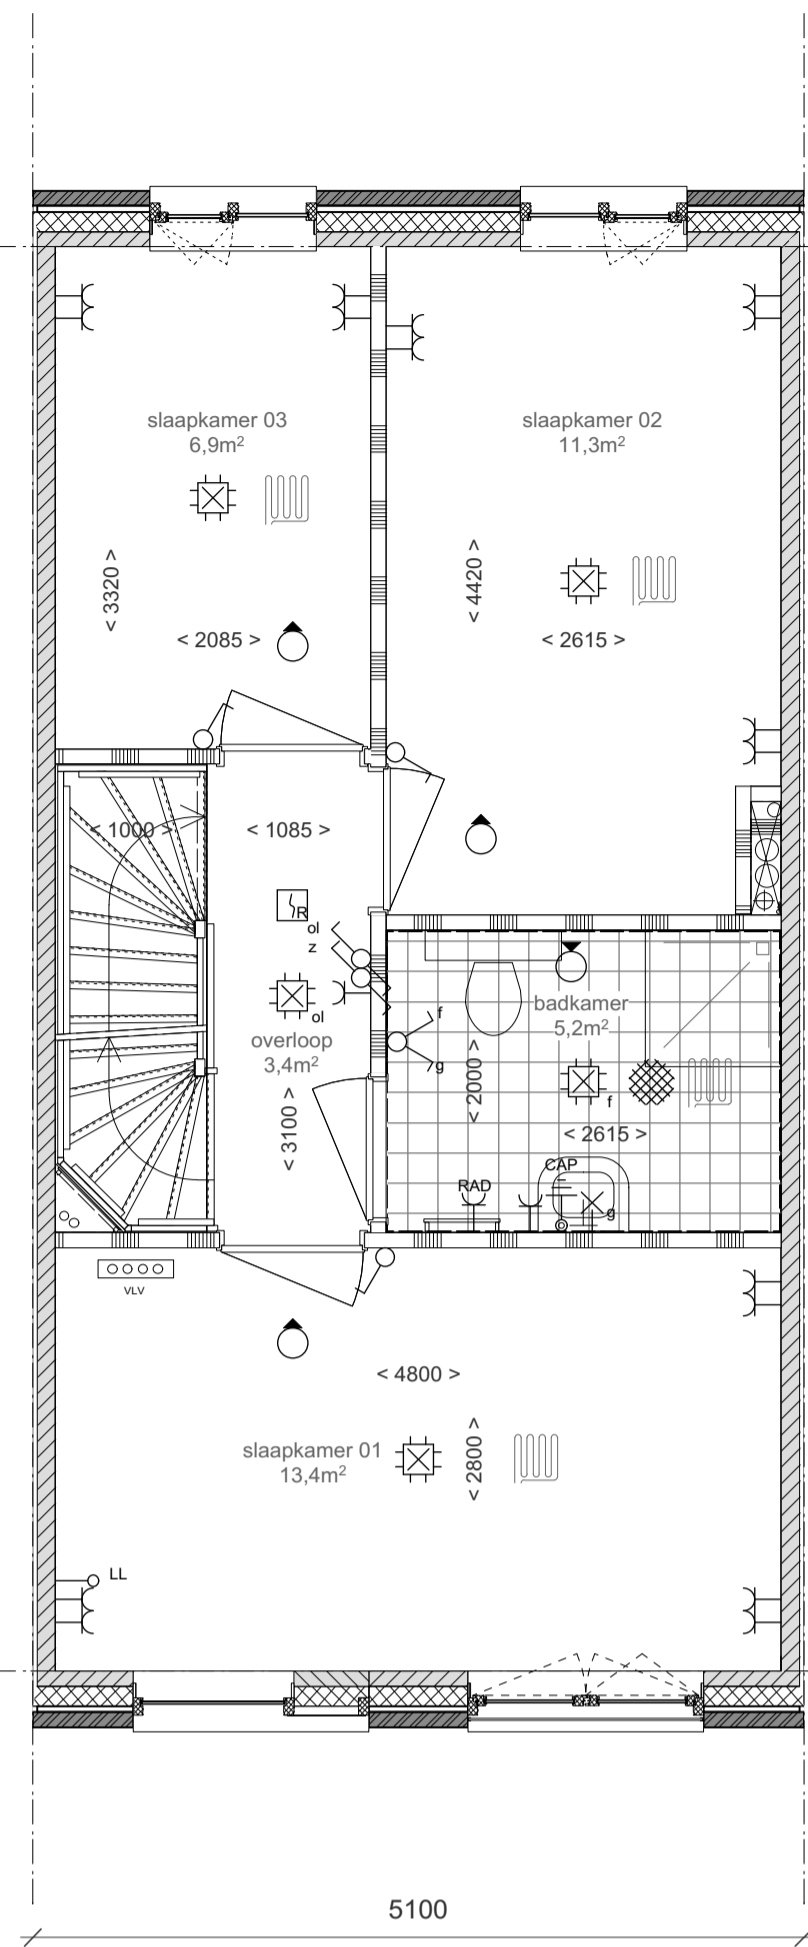 slaapkamer 03
6,9m²
slaapkamer 02
11,3m²
< 3320 >
< 4420 >
< 2085 >
< 2615 >
< 1000 >
< 1085 >
R
ol
z
ol
overloop
3,4m²
badkamer
5,2m²
f
g
< 2000 >
f
< 3100 >
< 2615 >
CAP
RAD
g
VLV
< 4800 >
slaapkamer 01
13,4m²
< 2800 >
LL
5100